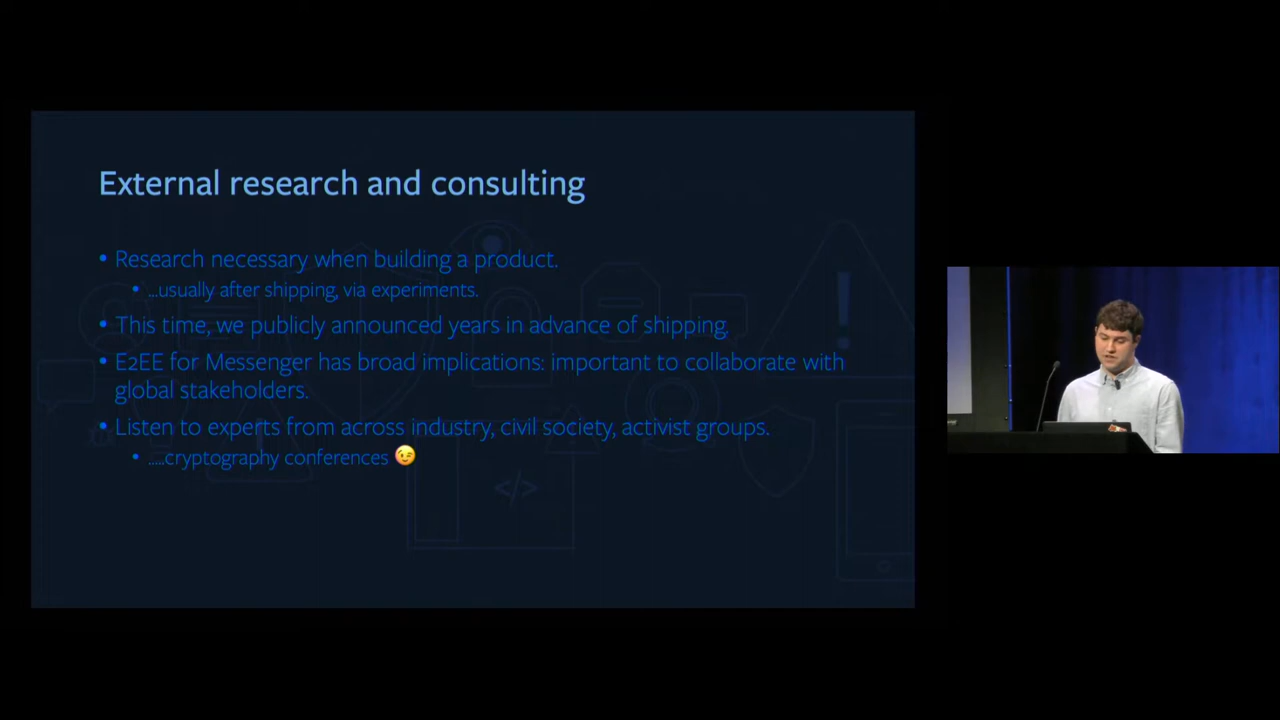 External research and consulting
• Research necessary when building a product.
• ...usually after shipping, via experiments.
• This time, we publicly announced years in advance of shipping.
• E2EE for Messenger has broad implications: important to collaborate with
global stakeholders.
• Listen to experts from across industry, civil society, activist groups.
• .....cryptography conferences 😉
</>